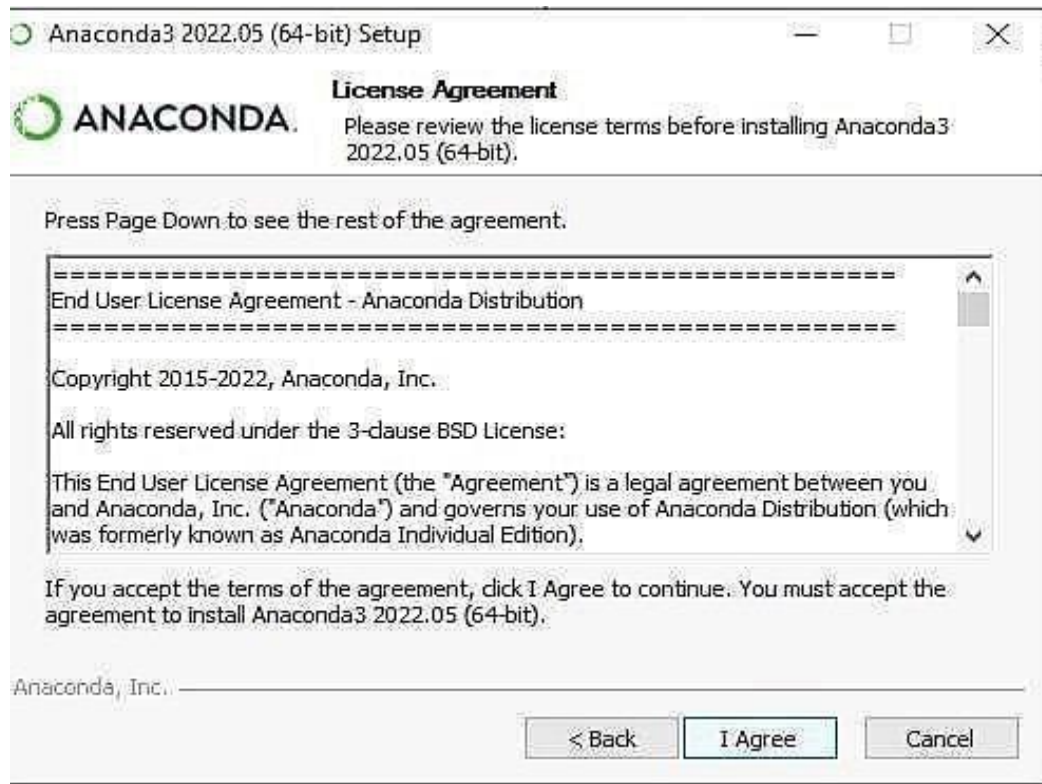 Anaconda3 2022.05 (64-bit) Setup
ANACONDA.
License Agreement
Please review the license terms before installing Anaconda3
2022.05 (64-bit).
Press Page Down to see the rest of the agreement.
==================================================
End User License Agreement - Anaconda Distribution
==================================================
Copyright 2015-2022, Anaconda, Inc.
All rights reserved under the 3-clause BSD License:
This End User License Agreement (the "Agreement") is a legal agreement between you
and Anaconda, Inc. ("Anaconda") and governs your use of Anaconda Distribution (which
was formerly known as Anaconda Individual Edition).
If you accept the terms of the agreement, click I Agree to continue. You must accept the
agreement to install Anaconda3 2022.05 (64-bit).
Anaconda, Inc.
< Back
I Agree
Cancel